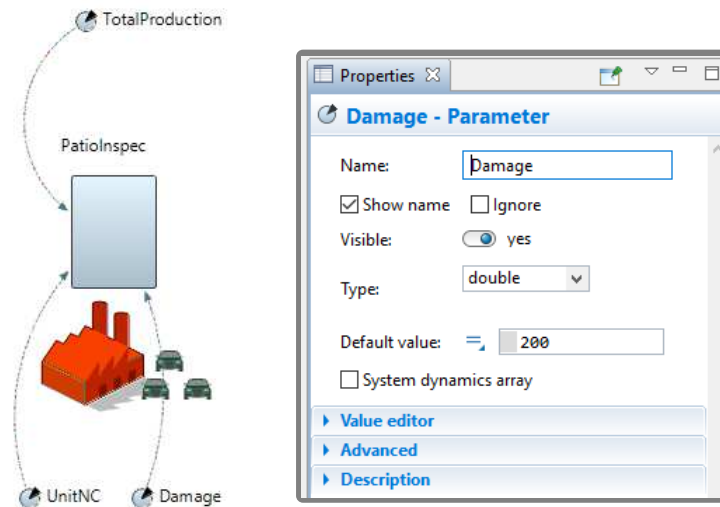 TotalProduction
PatioInspec
UnitNC
Damage
Properties
Damage - Parameter
Name: Damage
Show name Ignore
Visible: yes
Type: double
Default value: 200
System dynamics array
Value editor
Advanced
Description